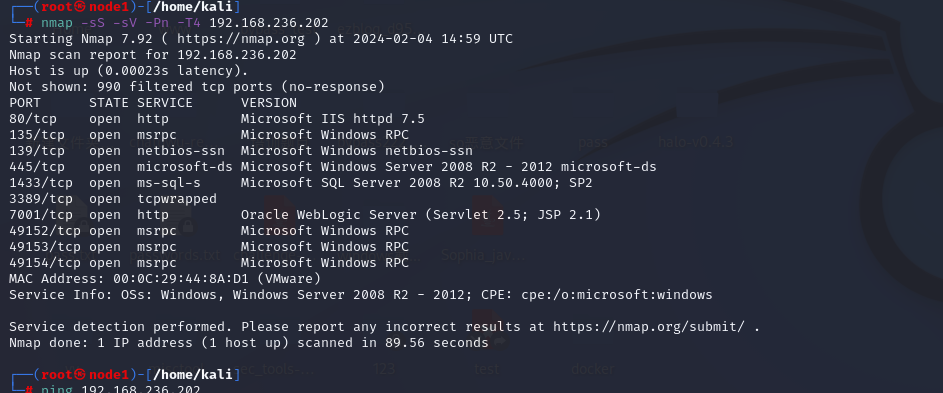 ┌──(root㉿node1)-[/home/kali]
└─# nmap -sS -sV -Pn -T4 192.168.236.202
Starting Nmap 7.92 ( https://nmap.org ) at 2024-02-04 14:59 UTC
Nmap scan report for 192.168.236.202
Host is up (0.00023s latency).
Not shown: 990 filtered tcp ports (no-response)
PORT      STATE SERVICE      VERSION
80/tcp    open  http         Microsoft IIS httpd 7.5
135/tcp   open  msrpc        Microsoft Windows RPC
139/tcp   open  netbios-ssn  Microsoft Windows netbios-ssn
445/tcp   open  microsoft-ds Microsoft Windows Server 2008 R2 - 2012 microsoft-ds
1433/tcp  open  ms-sql-s     Microsoft SQL Server 2008 R2 10.50.4000; SP2
3389/tcp  open  tcpwrapped
7001/tcp  open  http         Oracle WebLogic Server (Servlet 2.5; JSP 2.1)
49152/tcp open  msrpc        Microsoft Windows RPC
49153/tcp open  msrpc        Microsoft Windows RPC
49154/tcp open  msrpc        Microsoft Windows RPC
MAC Address: 00:0C:29:44:8A:D1 (VMware)
Service Info: OSs: Windows, Windows Server 2008 R2 - 2012; CPE: cpe:/o:microsoft:windows
Service detection performed. Please report any incorrect results at https://nmap.org/submit/ .
Nmap done: 1 IP address (1 host up) scanned in 89.56 seconds
┌──(root㉿node1)-[/home/kali]
└─# ping 192.168.236.202
pass
halo-v0.4.3
123
Test
docker